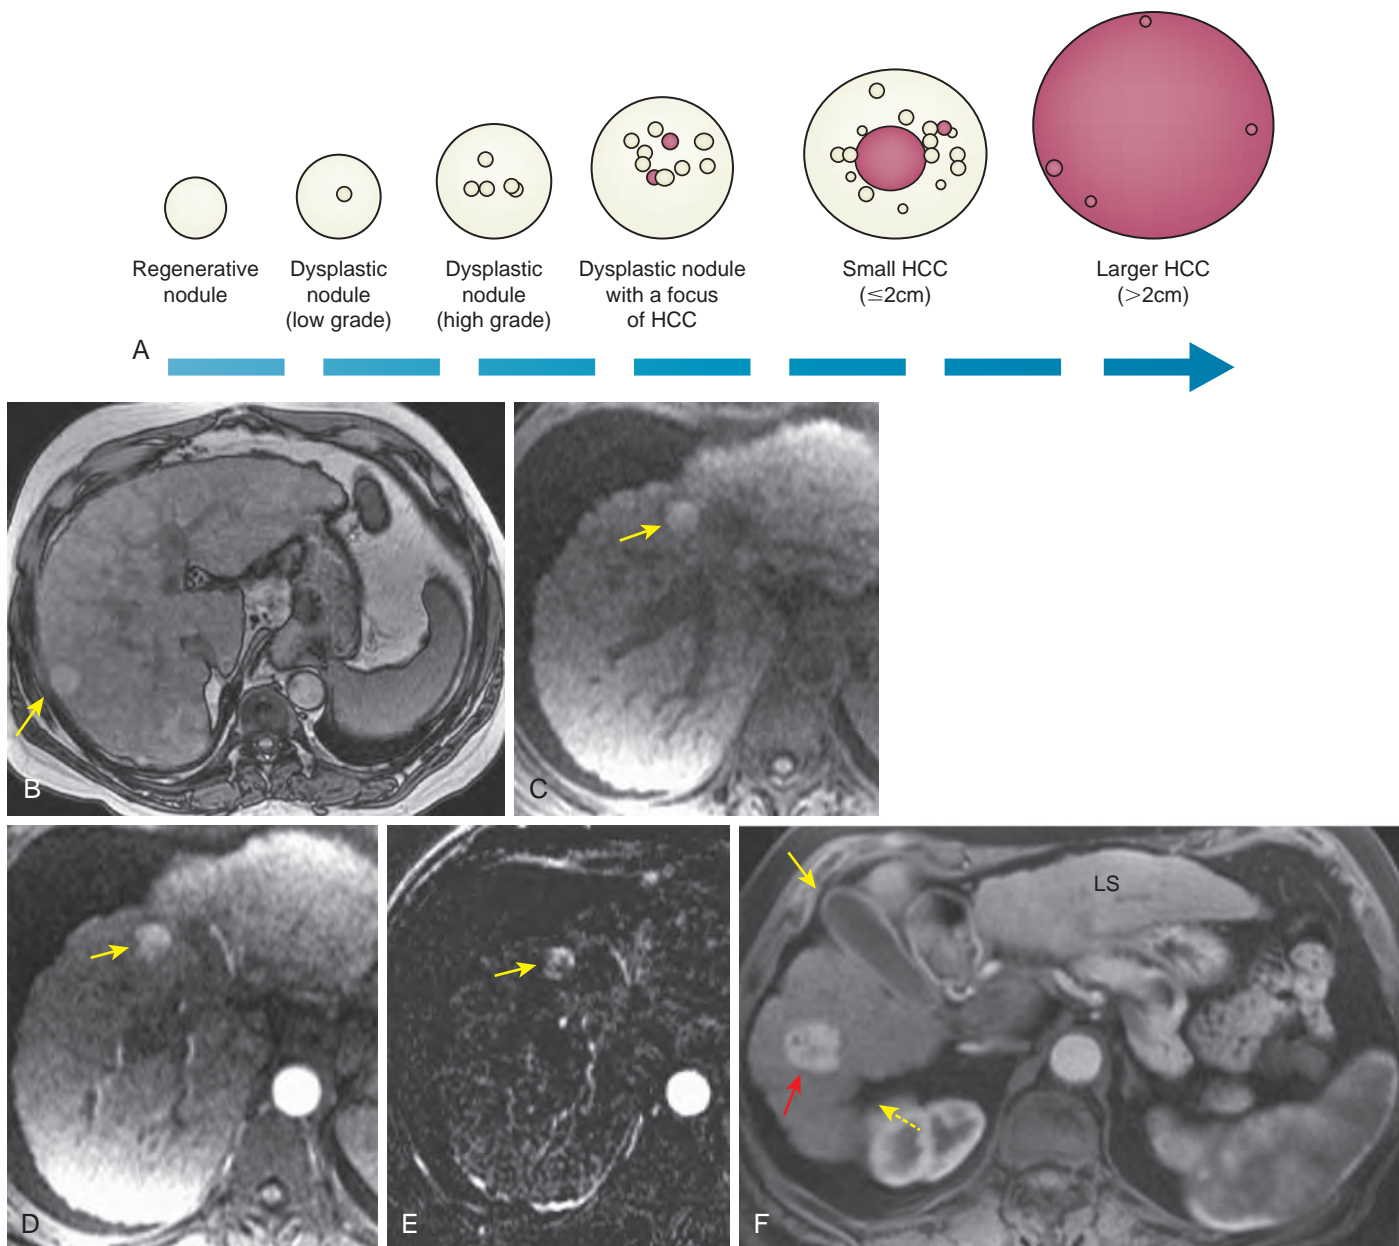 Regenerative
nodule
Dysplastic
nodule
(low grade)
Dysplastic
nodule
(high grade)
Dysplastic nodule
with a focus
of HCC
Small HCC
(≤2cm)
Larger HCC
(>2cm)
A
B
C
D
E
LS
F